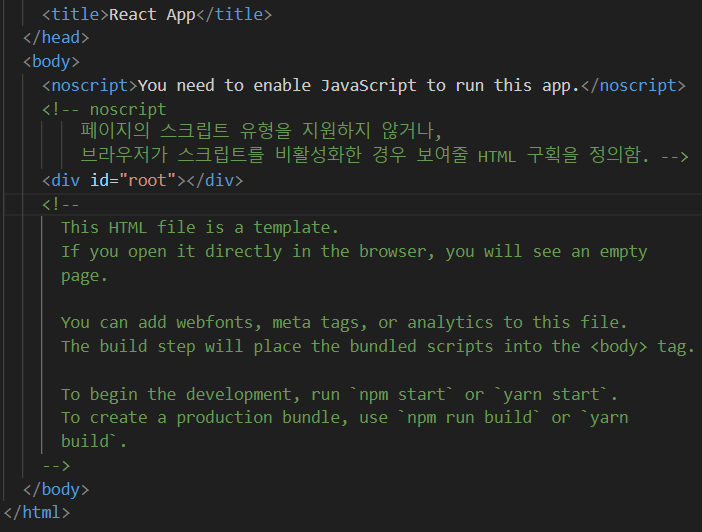 <title>React App</title>
</head>
<body>
<noscript>You need to enable JavaScript to run this app.</noscript>
<!-- noscript
페이지의 스크립트 유형을 지원하지 않거나,
브라우저가 스크립트를 비활성화한 경우 보여줄 HTML 구획을 정의함. -->
<div id="root"></div>
<!--
This HTML file is a template.
If you open it directly in the browser, you will see an empty
page.

You can add webfonts, meta tags, or analytics to this file.
The build step will place the bundled scripts into the <body> tag.

To begin the development, run `npm start` or `yarn start`.
To create a production bundle, use `npm run build` or `yarn
build`.
-->
</body>
</html>